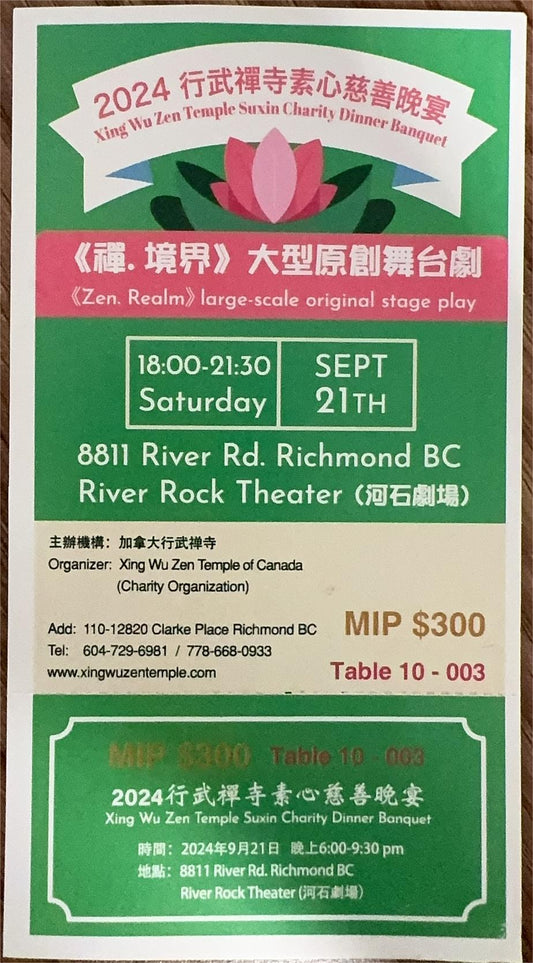 2024 行武禪寺素心慈善晚宴
Xing Wu Zen Temple Suxin Charity Dinner Banquet
《禪. 境界》大型原創舞台劇
《Zen. Realm》large-scale original stage play
18:00-21:30
Saturday
SEPT
21TH
8811 River Rd. Richmond BC
River Rock Theater (河石劇場)
主辦機構：加拿大行武禅寺
Organizer: Xing Wu Zen Temple of Canada
(Charity Organization)
Add: 110-12820 Clarke Place Richmond BC
Tel: 604-729-6981 / 778-668-0933
www.xingwuzentemple.com
MIP $300
Table 10 - 003
MIP $300 Table 10 - 003
2024行武禪寺素心慈善晚宴
Xing Wu Zen Temple Suxin Charity Dinner Banquet
時間：2024年9月21日 晚上6:00-9:30 pm
地點：8811 River Rd. Richmond BC
River Rock Theater (河石劇場)